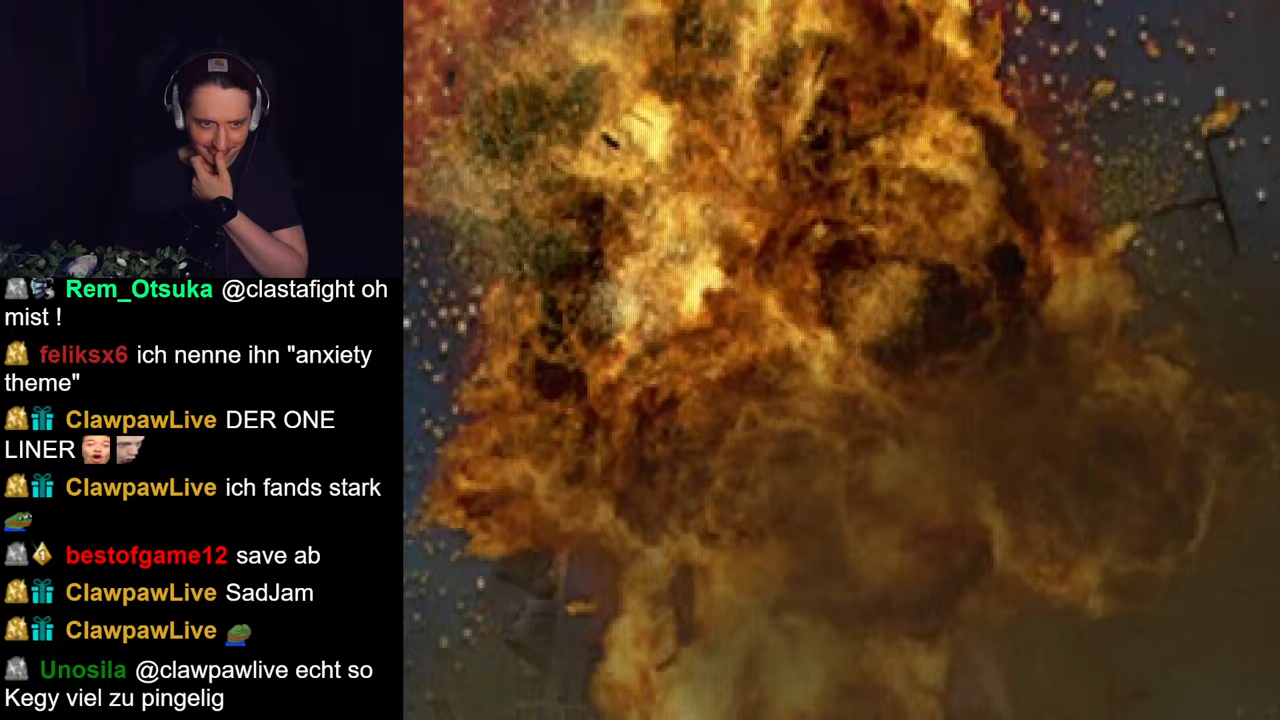 Rem_Otsuka @clastafight oh
mist !
feliksx6 ich nenne ihn "anxiety
theme"
ClawpawLive DER ONE
LINER
ClawpawLive ich fands stark
bestofgame12 save ab
ClawpawLive SadJam
ClawpawLive
Unosila @clawpawlive echt so
Kegy viel zu pingelig